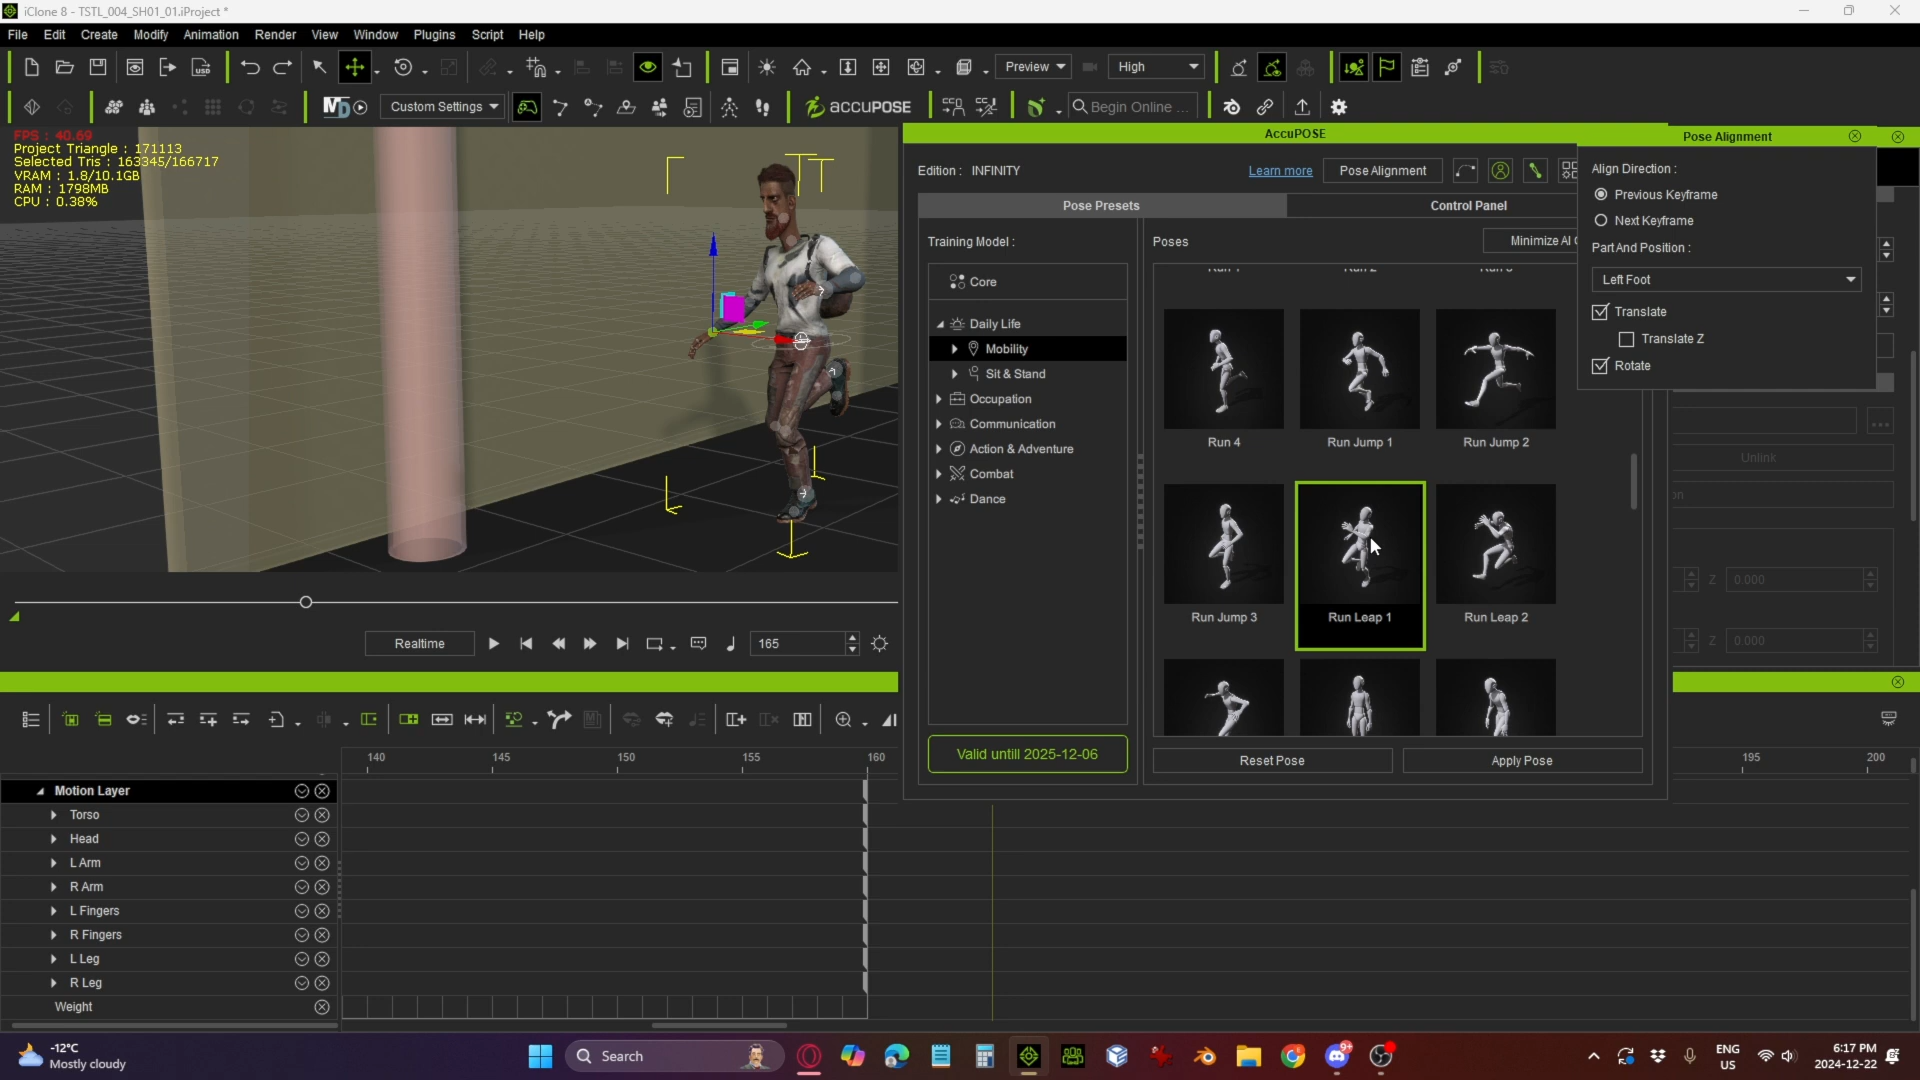 iClone 8 - TSTL_004_SH01_01.iProject *
File Edit Create Modify Animation Render View Window Plugins Script Help
Preview High
Custom Settings ACCUPOSE Begin Online ...
FPS : 40.69
Project Triangle : 171113
Selected Tris : 163345/166717
VRAM : 1.8/10.1GB
RAM : 1798MB
CPU : 0.38%
AccuPOSE
Edition : INFINITY Learn more Pose Alignment
Pose Presets Control Panel
Training Model : Poses Minimize AI
Core
Daily Life
Mobility
Sit & Stand
Occupation
Communication
Action & Adventure
Combat
Dance
Run 4 Run Jump 1 Run Jump 2
Run Jump 3 Run Leap 1 Run Leap 2
Valid untill 2025-12-06 Reset Pose Apply Pose
Pose Alignment
Align Direction :
Previous Keyframe
Next Keyframe
Part And Position :
Left Foot
Translate
Translate Z
Rotate
...
Unlink
Z 0.000
Z 0.000
Realtime 165
140 145 150 155 160 195 200
Motion Layer
Torso
Head
L Arm
R Arm
L Fingers
R Fingers
L Leg
R Leg
Weight
-12°C
Mostly cloudy
Search
9+
ENG
US
6:17 PM
2024-12-22